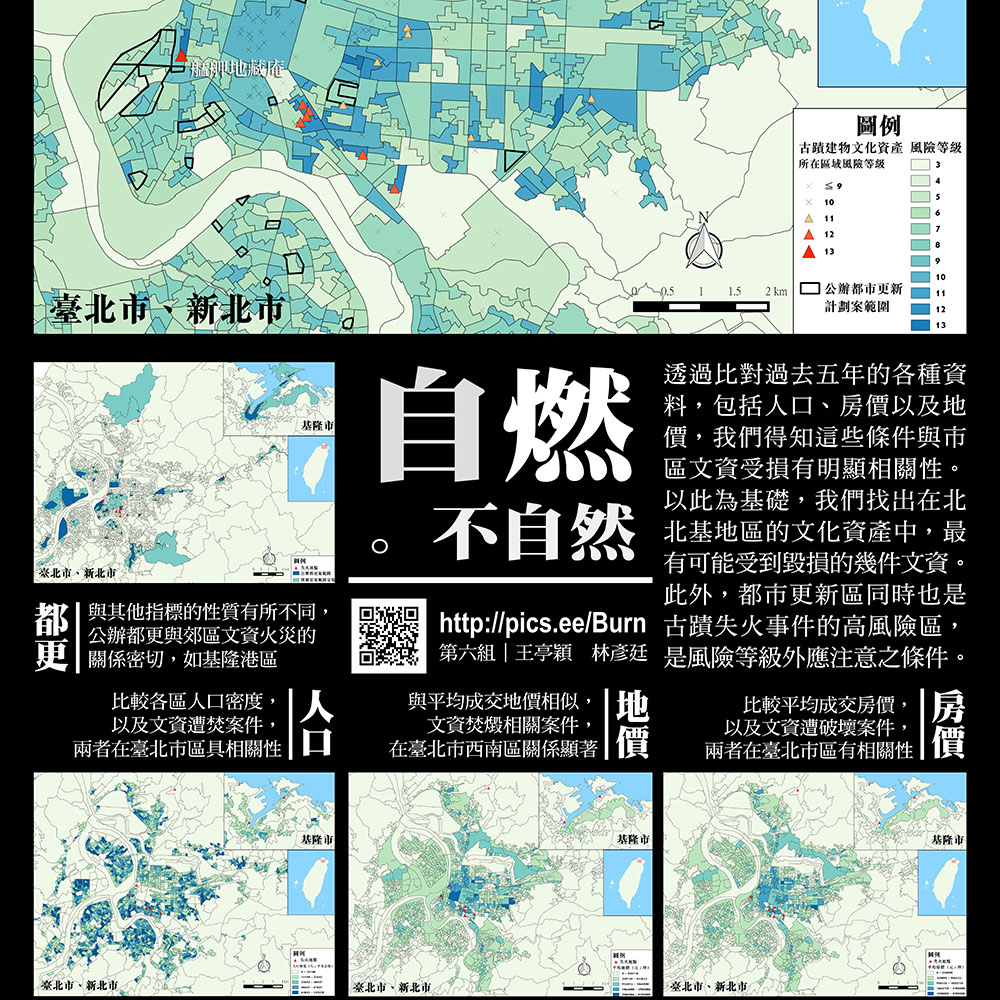 艋舺地藏庵
圖例
古蹟建物文化資產 風險等級
所在區域風險等級
≦ 9
10
11
12
13
3
4
5
6
7
8
9
10
11
12
13
公辦都市更新
計劃案範圍
N
0 0.5 1 1.5 2 km
臺北市、新北市
基隆市
臺北市、新北市
圖例
自燃
不自然
。
http://pics.ee/Burn
第六組｜王亭穎 林彥廷
透過比對過去五年的各種資
料，包括人口、房價以及地
價，我們得知這些條件與市
區文資受損有明顯相關性。
以此為基礎，我們找出在北
北基地區的文化資產中，最
有可能受到毀損的幾件文資。
此外，都市更新區同時也是
古蹟失火事件的高風險區，
是風險等級外應注意之條件。
都更
與其他指標的性質有所不同，
公辦都更與郊區文資火災的
關係密切，如基隆港區
人口
比較各區人口密度，
以及文資遭焚案件，
兩者在臺北市區具相關性
地價
與平均成交地價相似，
文資焚燬相關案件，
在臺北市西南區關係顯著
房價
比較平均成交房價，
以及文資遭破壞案件，
兩者在臺北市區有相關性
基隆市
臺北市、新北市
圖例
基隆市
臺北市、新北市
圖例
基隆市
臺北市、新北市
圖例